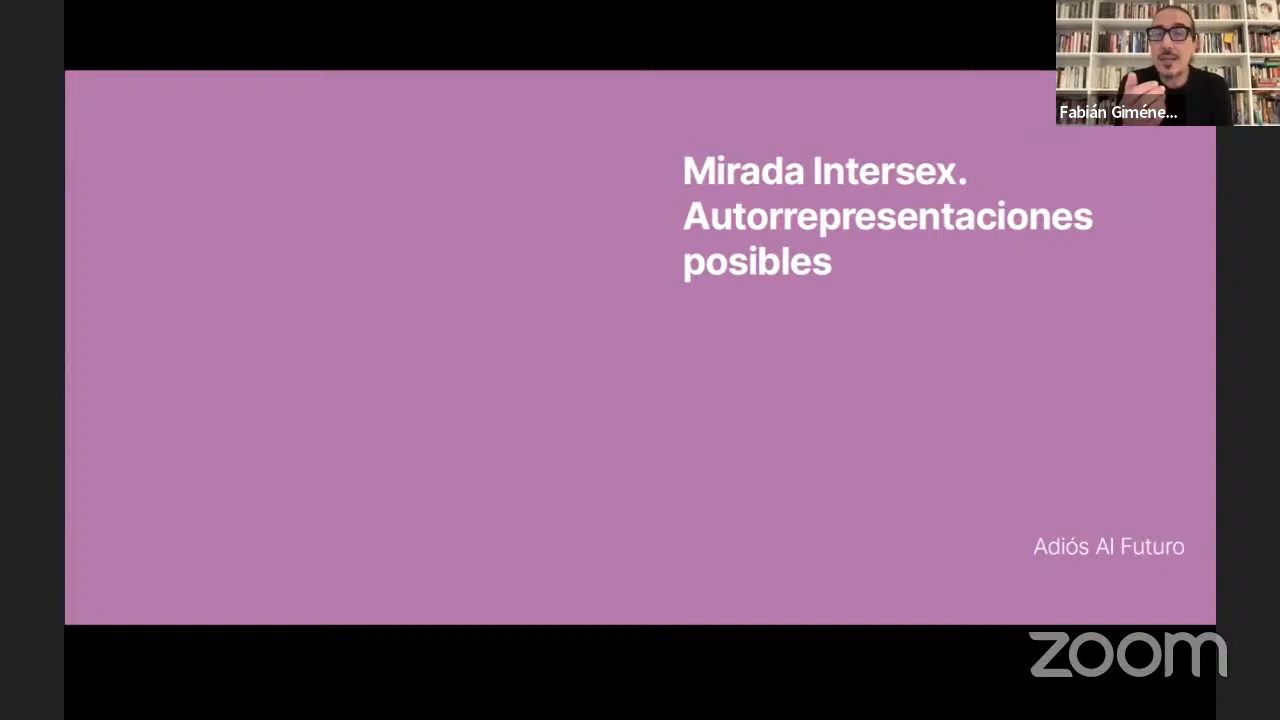 Fabián Giméne...
Mirada Intersex.
Autorrepresentaciones
posibles
Adiós Al Futuro
zoom